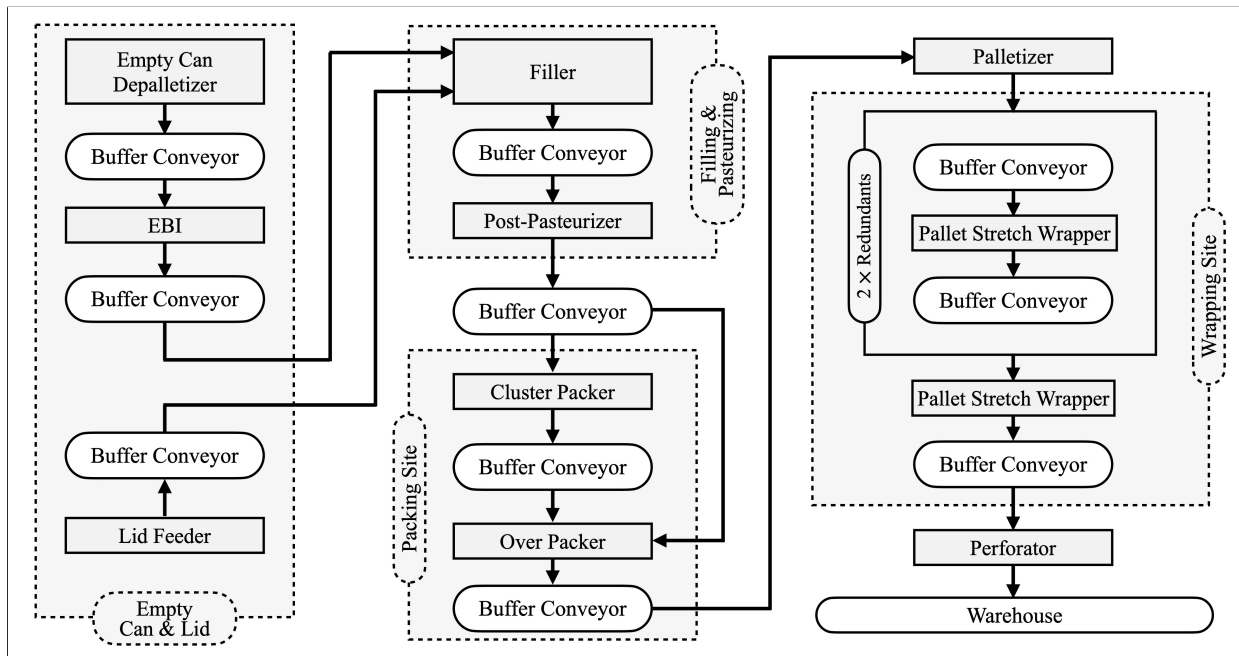 Empty Can
Depalletizer
Buffer Conveyor
EBI
Buffer Conveyor
Buffer Conveyor
Lid Feeder
Empty
Can & Lid
Filler
Buffer Conveyor
Post-Pasteurizer
Filling &
Pasteurizing
Buffer Conveyor
Cluster Packer
Buffer Conveyor
Over Packer
Buffer Conveyor
Packing Site
Palletizer
Buffer Conveyor
Pallet Stretch Wrapper
Buffer Conveyor
2 × Redundants
Pallet Stretch Wrapper
Buffer Conveyor
Wrapping Site
Perforator
Warehouse